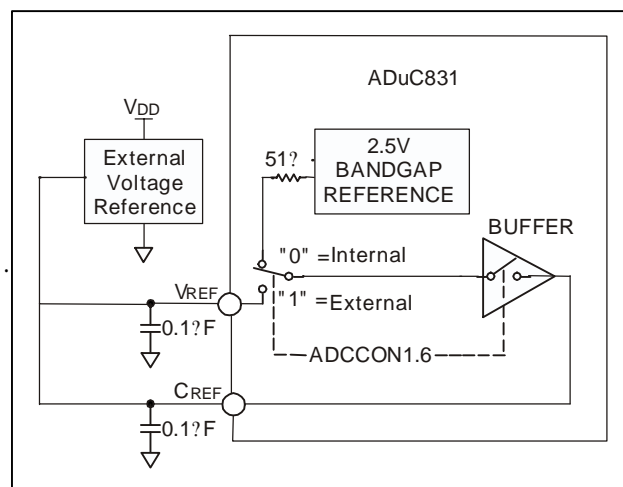 ADuC831
VDD
External
Voltage
Reference
51?
2.5V
BANDGAP
REFERENCE
BUFFER
"0" =Internal
VREF
"1" =External
0.1?F
ADCCON1.6
CREF
0.1?F